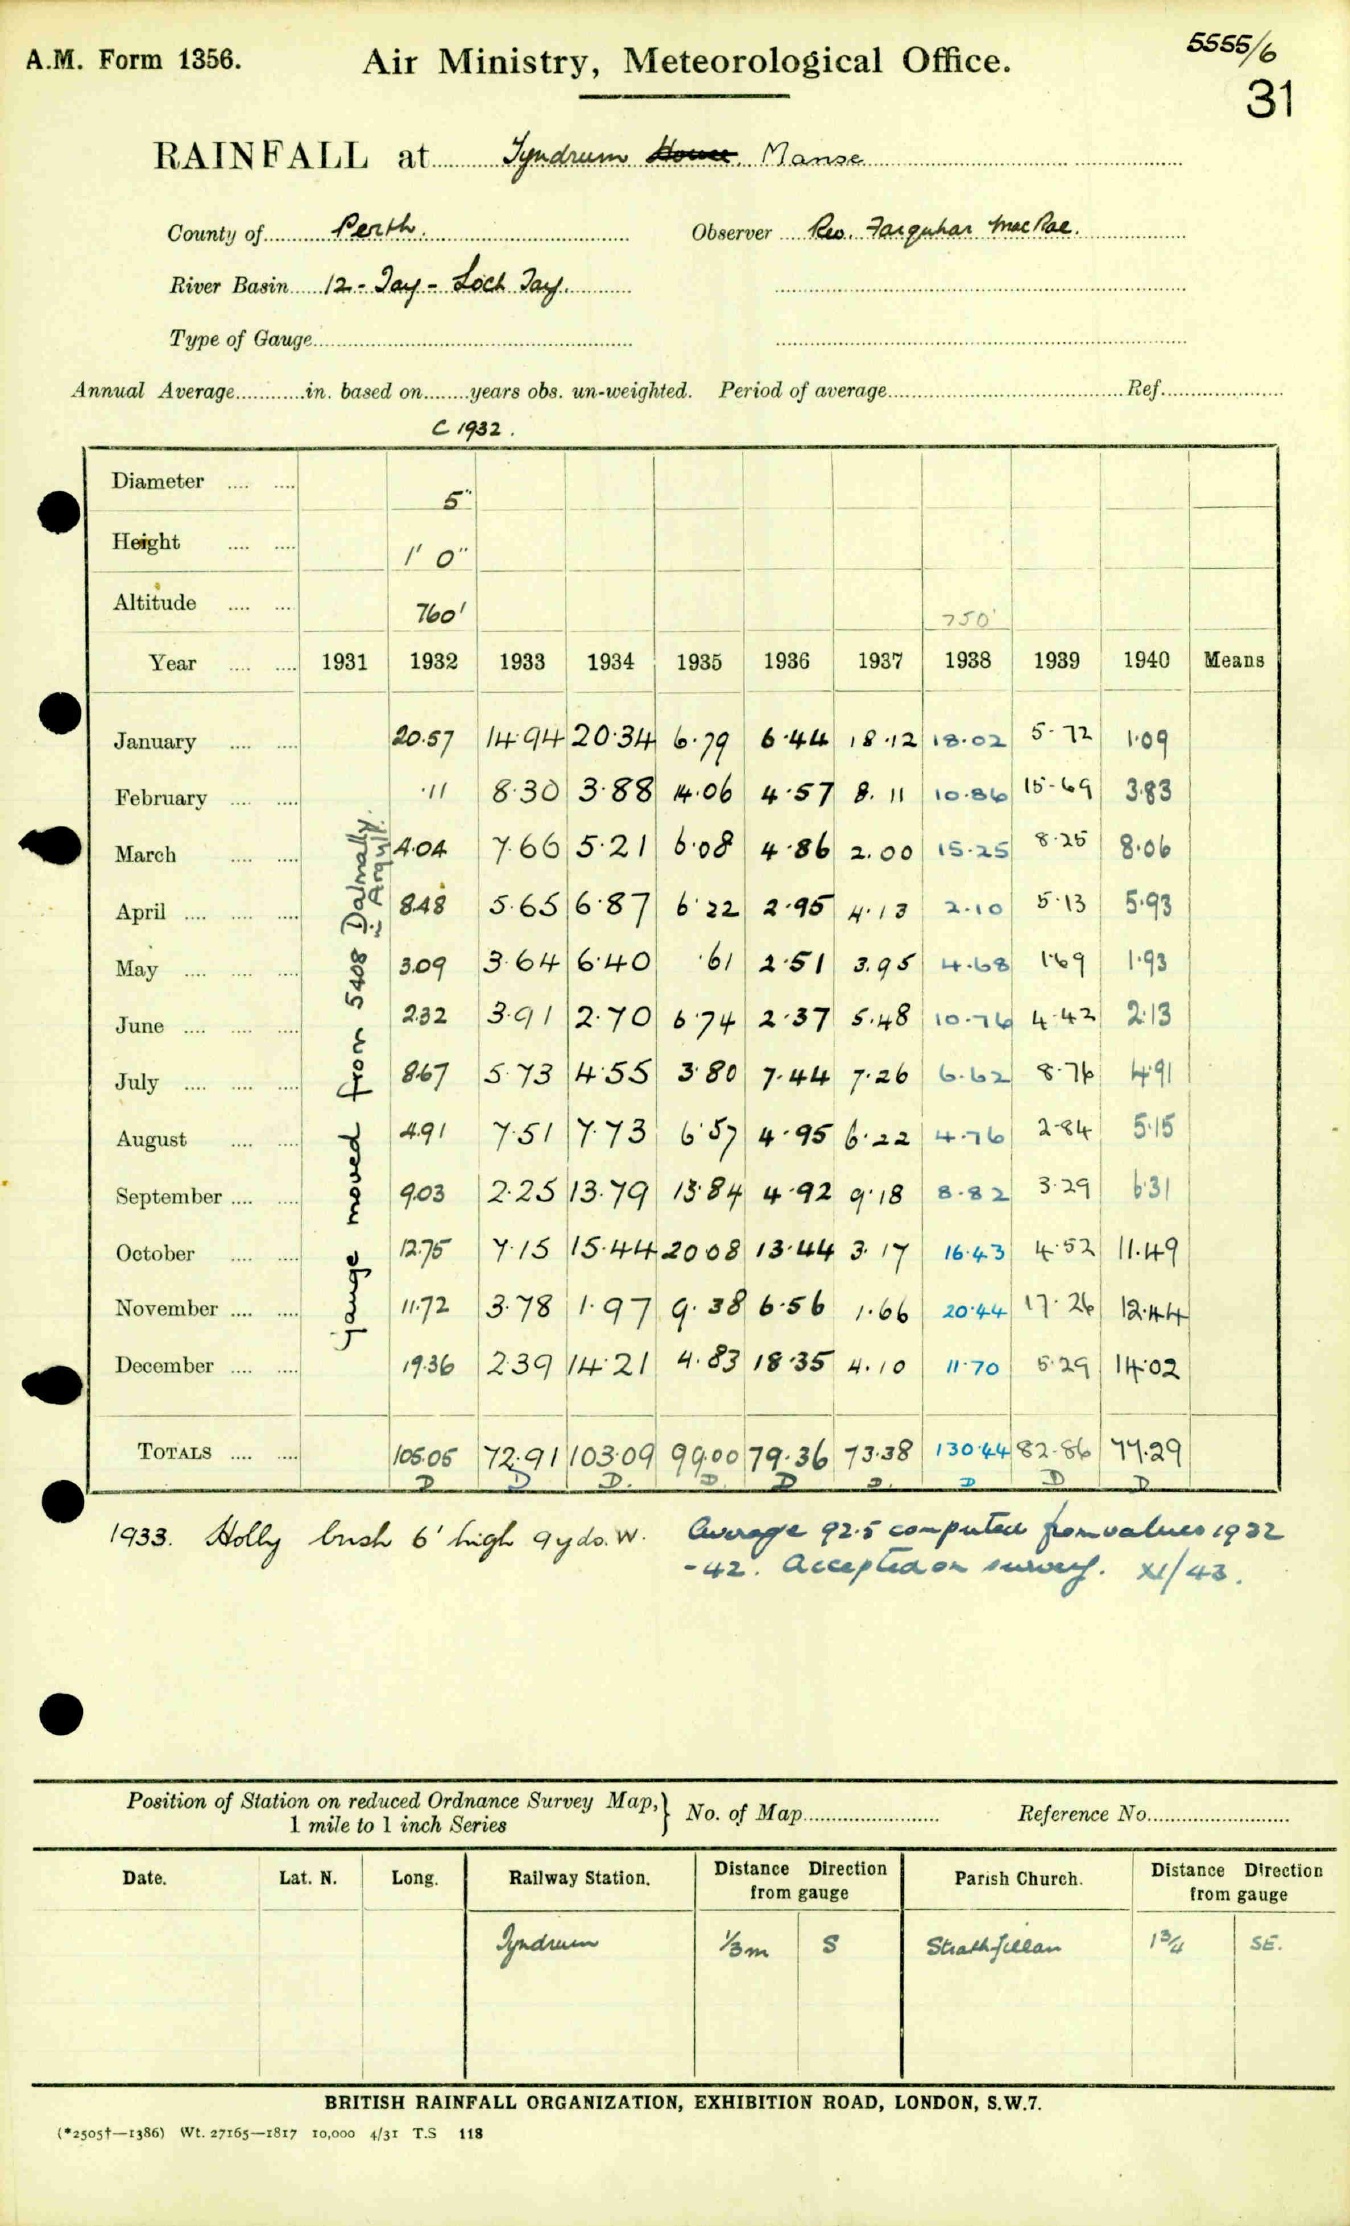 A.M. Form 1356.
Air Ministry, Meteorological Office.
5555/6
31
RAINFALL at Tyndrum House. Manse
County of Perth.
Observer Rev. Farquhar MacRae.
River Basin 12 - Tay - Loch Tay.
Type of Gauge
Annual Average in. based on years obs. un-weighted. Period of average Ref.
C 1932.
Diameter 5"
Height 1' 0"
Altitude 760' 750'
Year 1931 1932 1933 1934 1935 1936 1937 1938 1939 1940 Means
January 20.57 14.94 20.34 6.79 6.44 18.12 18.02 5.72 1.09
February .11 8.30 3.88 14.06 4.57 8.11 10.86 15.69 3.83
March 4.04 7.66 5.21 6.08 4.86 2.00 15.25 8.25 8.06
April 8.48 5.65 6.87 6.22 2.95 4.13 2.10 5.13 5.93
May 3.09 3.64 6.40 .61 2.51 3.95 4.68 1.69 1.93
June 2.32 3.91 2.70 6.74 2.37 5.48 10.76 4.42 2.13
July 8.67 5.73 4.55 3.80 7.44 7.26 6.62 8.76 4.91
August 4.91 7.51 7.73 6.57 4.95 6.22 4.76 2.84 5.15
September 9.03 2.25 13.79 13.84 4.92 9.18 8.82 3.29 6.31
October 12.75 7.15 15.44 20.08 13.44 3.17 16.43 4.52 11.49
November 11.72 3.78 1.97 9.38 6.56 1.66 20.44 17.26 12.44
December 19.36 2.39 14.21 4.83 18.35 4.10 11.70 5.29 14.02
Gauge moved from 5408 Dalmally
in Argyll.
TOTALS 105.05 72.91 103.09 99.00 79.36 73.38 130.44 82.86 77.29
D D D. D. D D. D D D
1933. Holly bush 6' high 9 yds. W.
Average 92.5 computed from values 1932
-42. Accepted on survey. XI/43.
Position of Station on reduced Ordnance Survey Map,
1 mile to 1 inch Series
No. of Map
Reference No.
Date. Lat. N. Long. Railway Station. Distance Direction from gauge Parish Church. Distance Direction from gauge
Tyndrum 1/3 m S Strathfillan 1 3/4 SE.
BRITISH RAINFALL ORGANIZATION, EXHIBITION ROAD, LONDON, S.W.7.
(*2505†—1386) Wt. 27165—1817 10,000 4/31 T.S 118